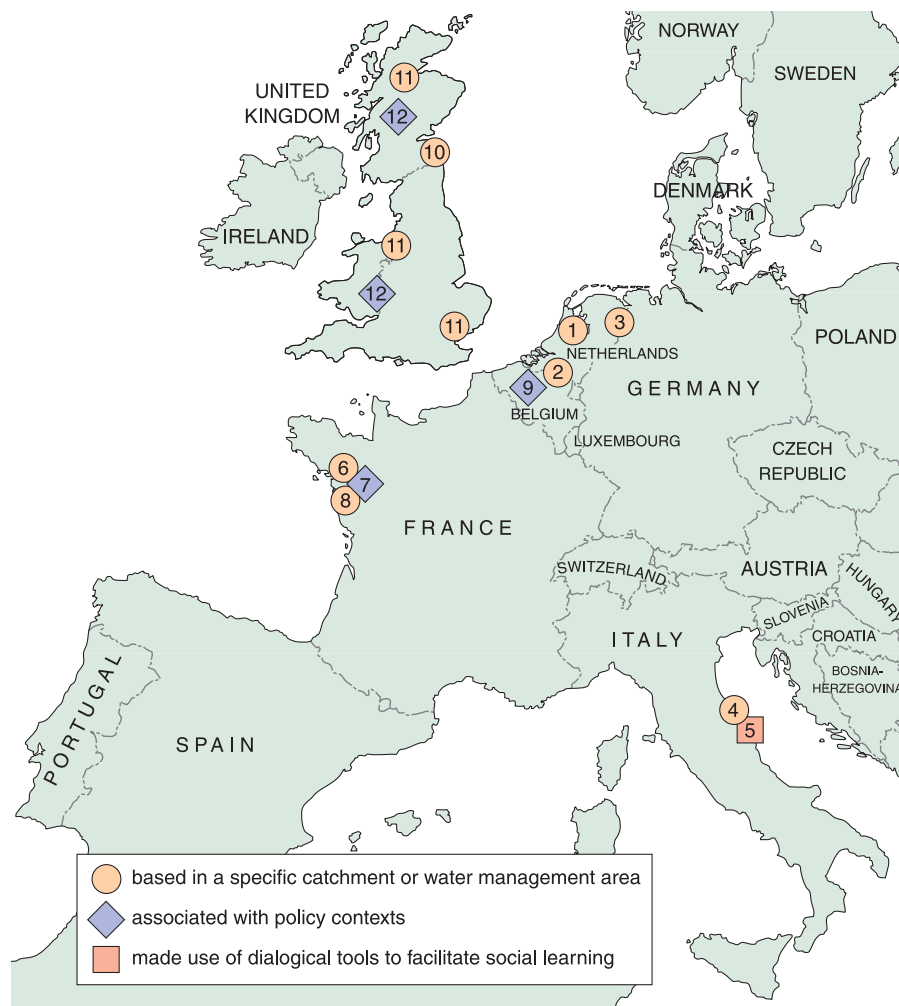 NORWAY
SWEDEN
UNITED
KINGDOM
11
12
10
DENMARK
IRELAND
11
12
11
1
3
NETHERLANDS
POLAND
2
9
GERMANY
BELGIUM
LUXEMBOURG
CZECH
REPUBLIC
6
7
8
FRANCE
SWITZERLAND
AUSTRIA
HUNGARY
SLOVENIA
CROATIA
ITALY
BOSNIA-
HERZEGOVINA
4
5
PORTUGAL
SPAIN
based in a specific catchment or water management area
associated with policy contexts
made use of dialogical tools to facilitate social learning